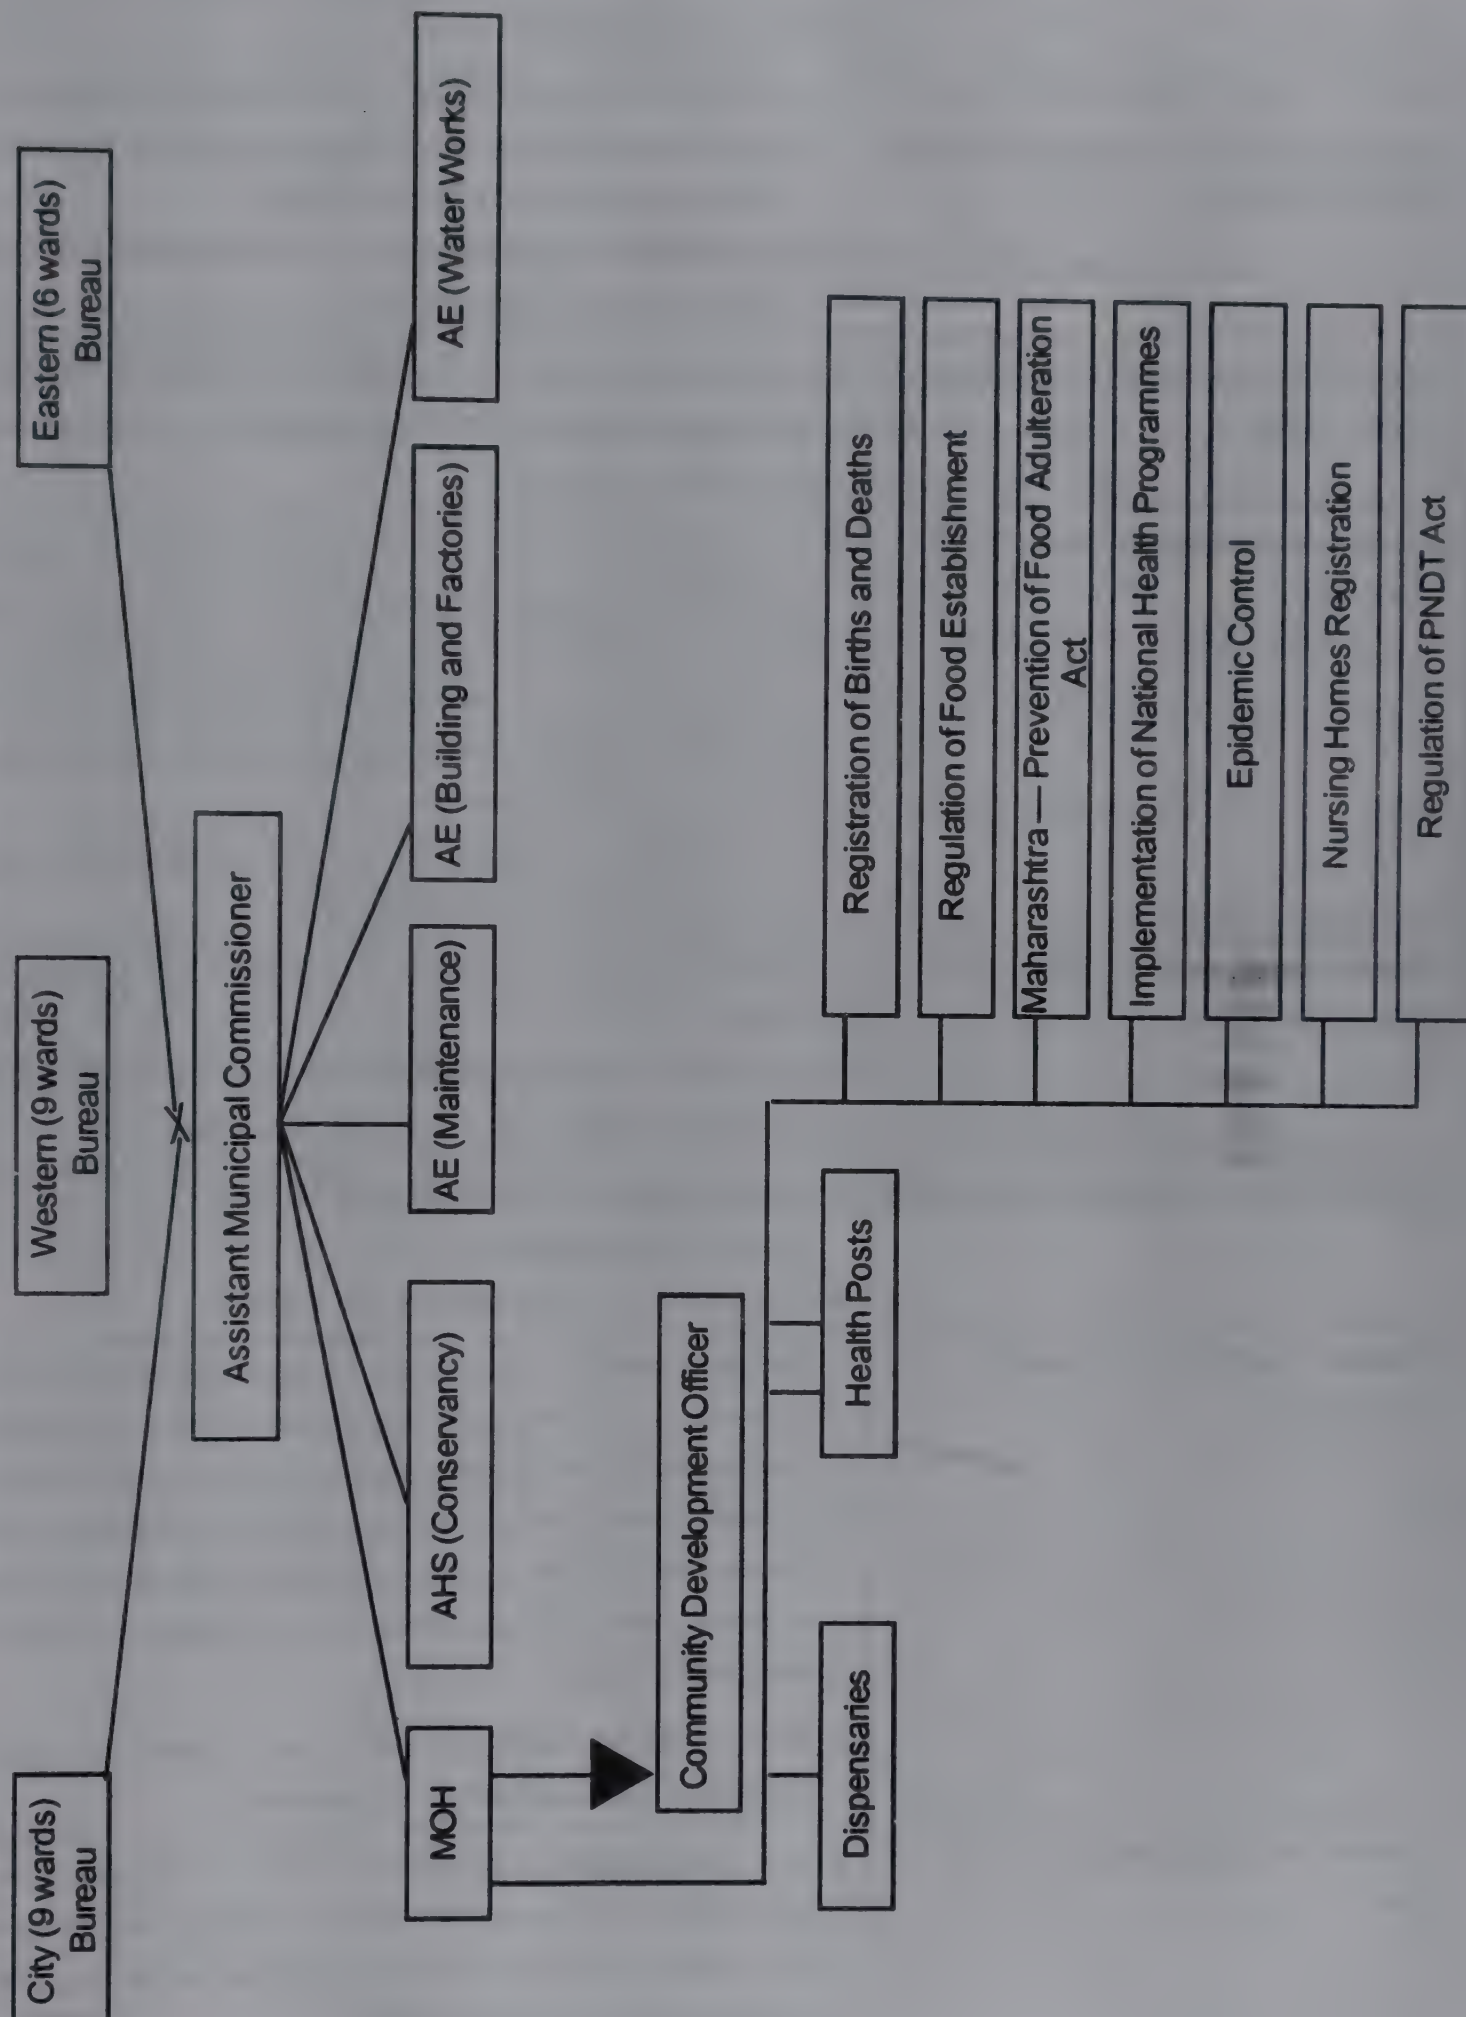 City (9 wards)
Bureau
Western (9 wards)
Bureau
Eastern (6 wards)
Bureau
Assistant Municipal Commissioner
MOH
AHS (Conservancy)
AE (Maintenance)
AE (Building and Factories)
AE (Water Works)
Community Development Officer
Dispensaries
Health Posts
Registration of Births and Deaths
Regulation of Food Establishment
Maharashtra — Prevention of Food Adulteration
Act
Implementation of National Health Programmes
Epidemic Control
Nursing Homes Registration
Regulation of PNDT Act